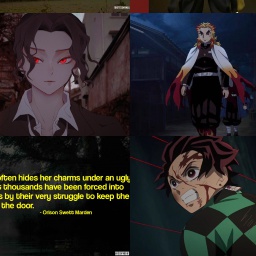 often hides her charms under an ugly
s thousands have been forced into
s by their very struggle to keep the
the door.
- Orison Swett Marden